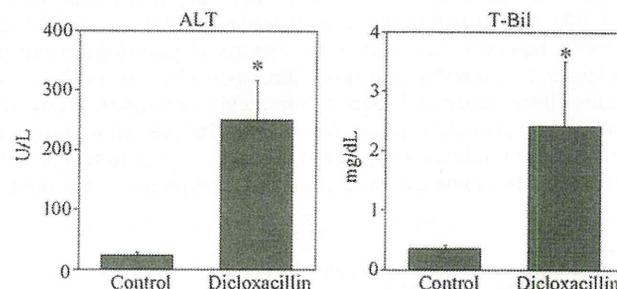 ALT
400
300
200
100
0
U/L
*
Control Dicloxacillin
T-Bil
4
3
2
1
0
mg/dL
*
Control Dicloxacillin